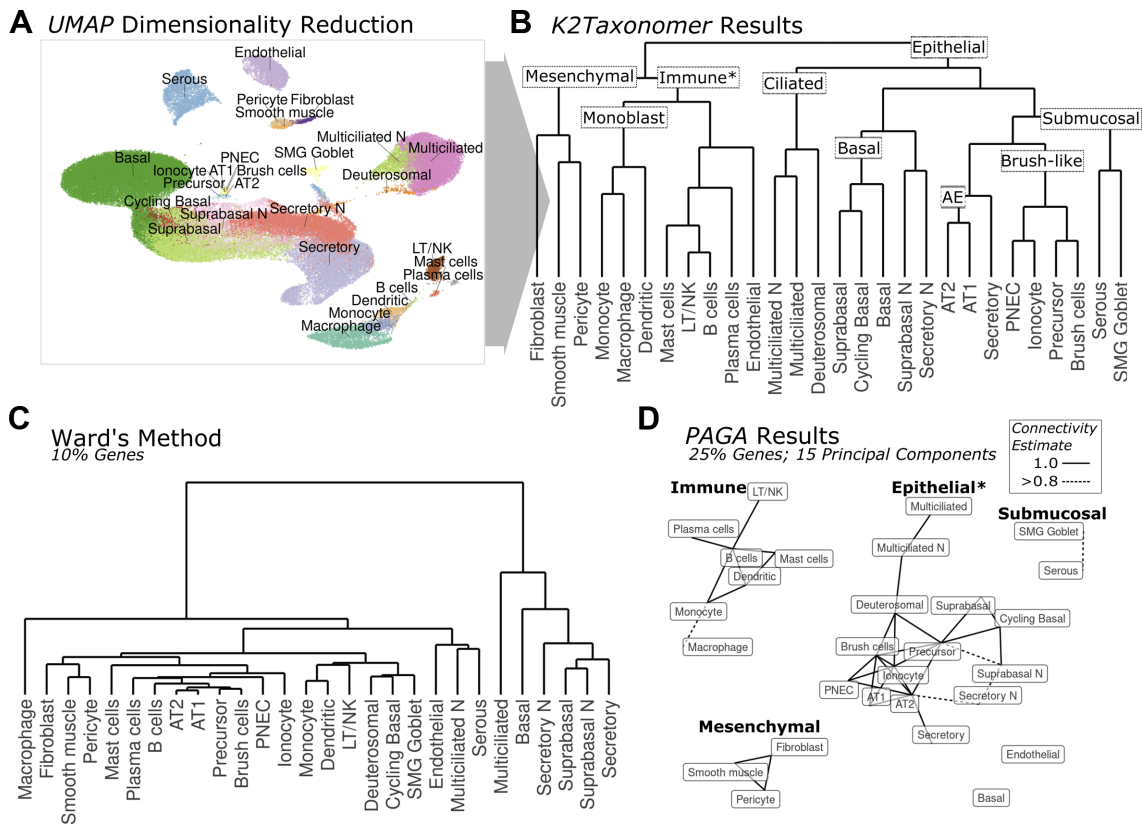 A UMAP Dimensionality Reduction
Endothelial
Serous
Pericyte Fibroblast
Smooth muscle
Multiciliated N
Multiciliated
SMG Goblet
Deuterosomal
Basal
PNEC
Ionocyte AT1 Brush cells
Precursor AT2
Cycling Basal
Suprabasal N
Secretory N
Suprabasal
Secretory
LT/NK
Mast cells
Plasma cells
B cells
Dendritic
Monocyte
Macrophage
B K2Taxonomer Results
Epithelial
Mesenchymal
Immune*
Ciliated
Monoblast
Submucosal
Basal
Brush-like
AE
Fibroblast
Smooth muscle
Pericyte
Monocyte
Macrophage
Dendritic
Mast cells
LT/NK
B cells
Plasma cells
Endothelial
Multiciliated N
Multiciliated
Deuterosomal
Suprabasal
Cycling Basal
Basal
Suprabasal N
Secretory N
AT2
AT1
Secretory
PNEC
Ionocyte
Precursor
Brush cells
Serous
SMG Goblet
C Ward's Method
10% Genes
Macrophage
Fibroblast
Smooth muscle
Pericyte
Mast cells
Plasma cells
B cells
AT2
AT1
Precursor
Brush cells
PNEC
Ionocyte
Monocyte
Dendritic
LT/NK
Deuterosomal
Cycling Basal
SMG Goblet
Endothelial
Multiciliated N
Serous
Multiciliated
Basal
Secretory N
Suprabasal
Suprabasal N
Secretory
D PAGA Results
25% Genes; 15 Principal Components
Connectivity
Estimate
1.0
>0.8
Immune
LT/NK
Plasma cells
B cells
Mast cells
Dendritic
Monocyte
Macrophage
Epithelial*
Multiciliated
Multiciliated N
Deuterosomal
Suprabasal
Cycling Basal
Brush cells
Precursor
Ionocyte
Suprabasal N
PNEC
AT1
AT2
Secretory N
Secretory
Submucosal
SMG Goblet
Serous
Mesenchymal
Fibroblast
Smooth muscle
Pericyte
Endothelial
Basal